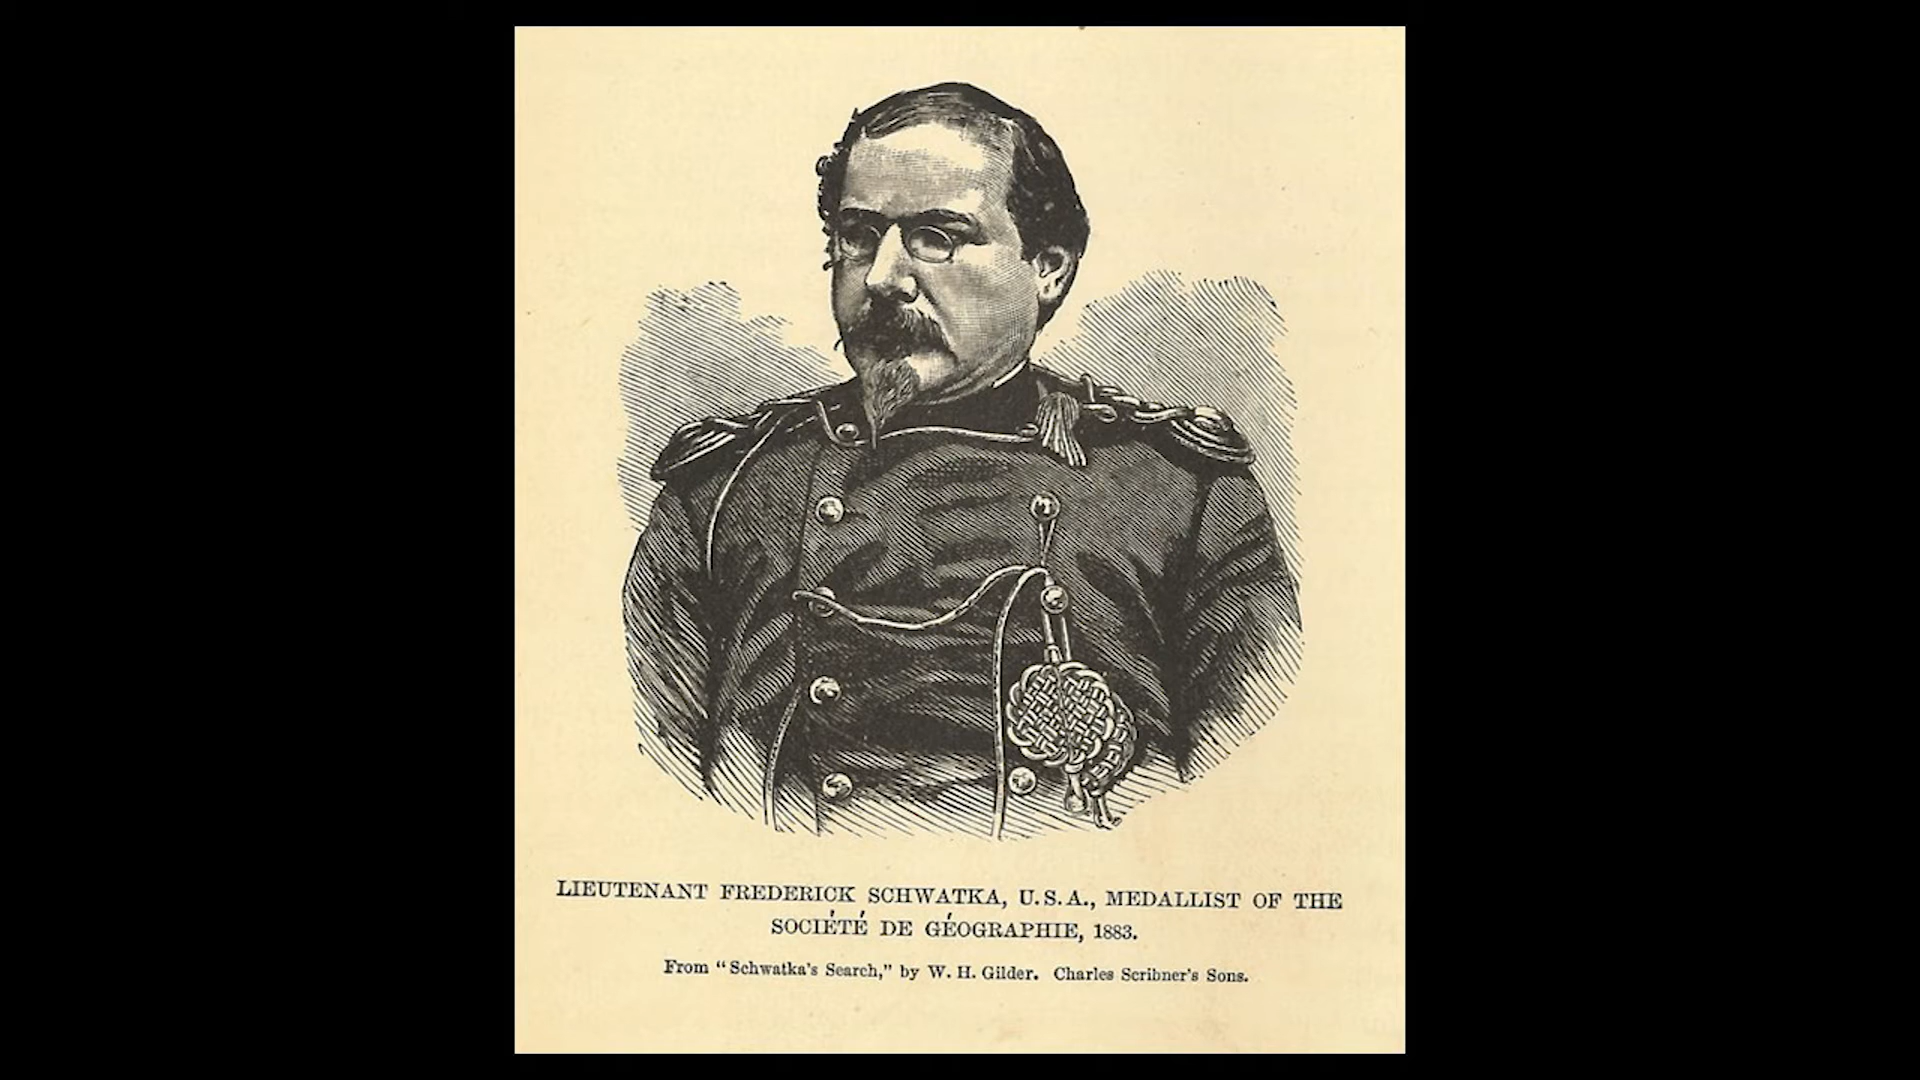 LIEUTENANT FREDERICK SCHWATKA, U.S.A., MEDALLIST OF THE
SOCIÉTÉ DE GÉOGRAPHIE, 1883.
From "Schwatka's Search," by W. H. Gilder. Charles Scribner's Sons.